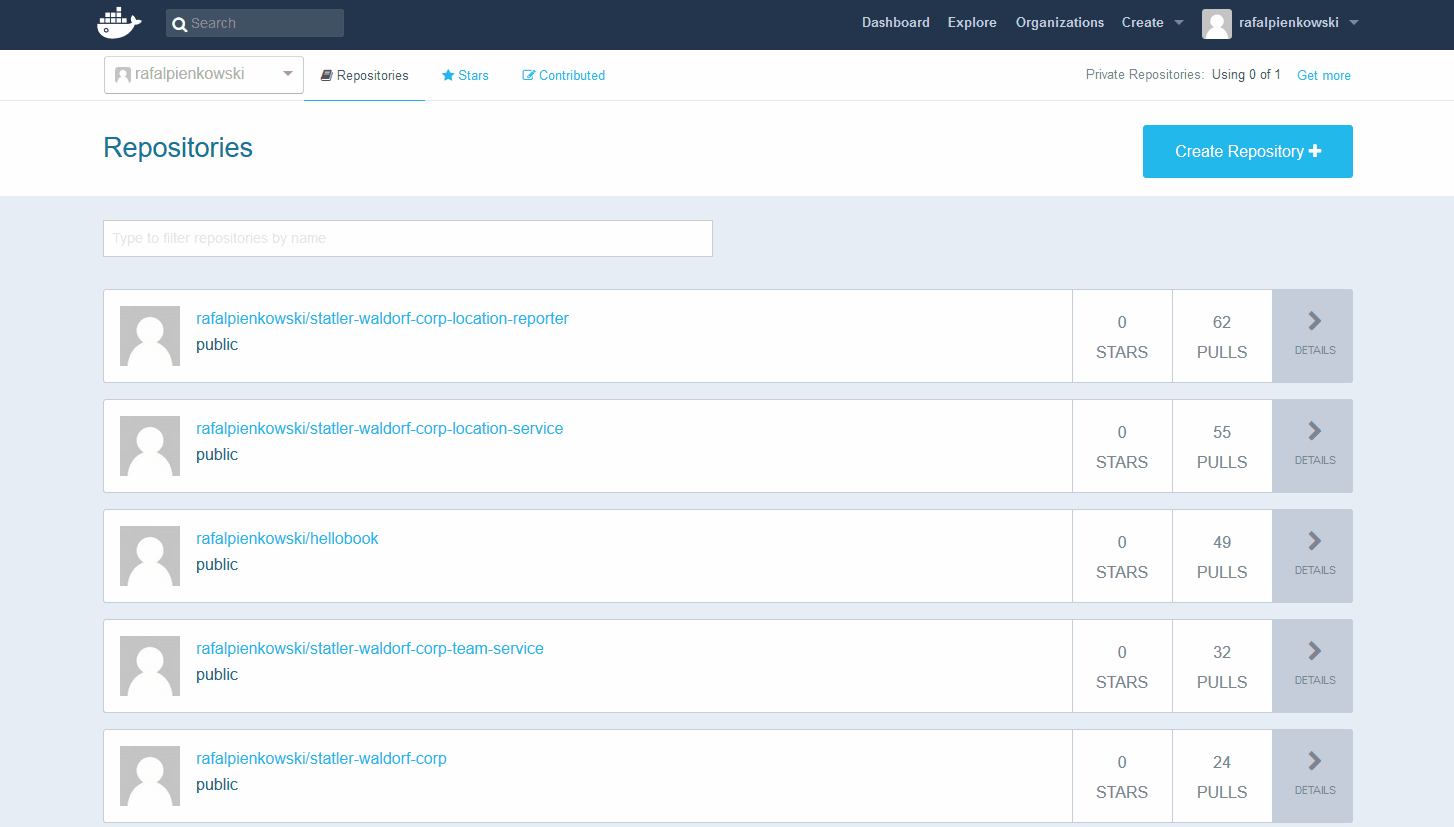 Search
Dashboard Explore Organizations Create rafalpienkowski
rafalpienkowski Repositories Stars Contributed Private Repositories: Using 0 of 1 Get more
Repositories
Create Repository
Type to filter repositories by name
rafalpienkowski/statler-waldorf-corp-location-reporter
public
0
STARS
62
PULLS
DETAILS
rafalpienkowski/statler-waldorf-corp-location-service
public
0
STARS
55
PULLS
DETAILS
rafalpienkowski/hellobook
public
0
STARS
49
PULLS
DETAILS
rafalpienkowski/statler-waldorf-corp-team-service
public
0
STARS
32
PULLS
DETAILS
rafalpienkowski/statler-waldorf-corp
public
0
STARS
24
PULLS
DETAILS